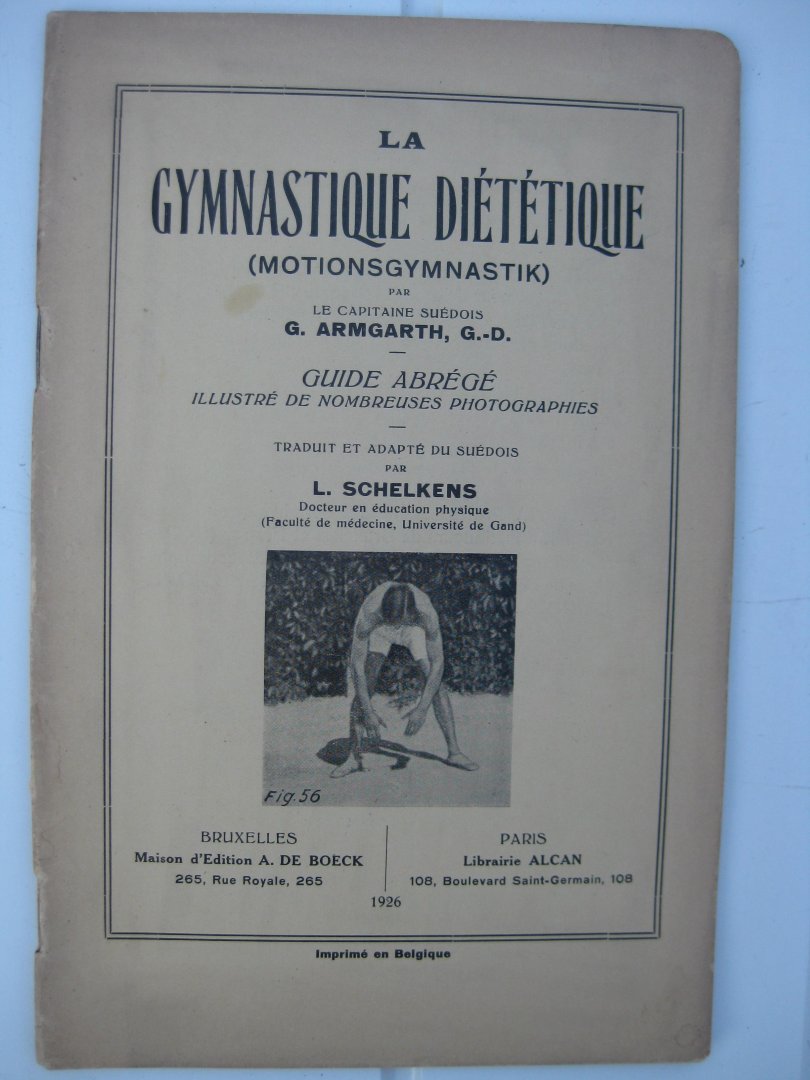 LA
GYMNASTIQUE DIÉTÉTIQUE
(MOTIONSGYMNASTIK)
PAR
LE CAPITAINE SUÉDOIS
G. ARMGARTH, G.-D.
GUIDE ABRÉGÉ
ILLUSTRÉ DE NOMBREUSES PHOTOGRAPHIES
TRADUIT ET ADAPTÉ DU SUÉDOIS
PAR
L. SCHELKENS
Docteur en éducation physique
(Faculté de médecine, Université de Gand)
Fig. 56
BRUXELLES
Maison d'Edition A. DE BOECK
265, Rue Royale, 265
PARIS
Librairie ALCAN
108, Boulevard Saint-Germain, 108
1926
Imprimé en Belgique